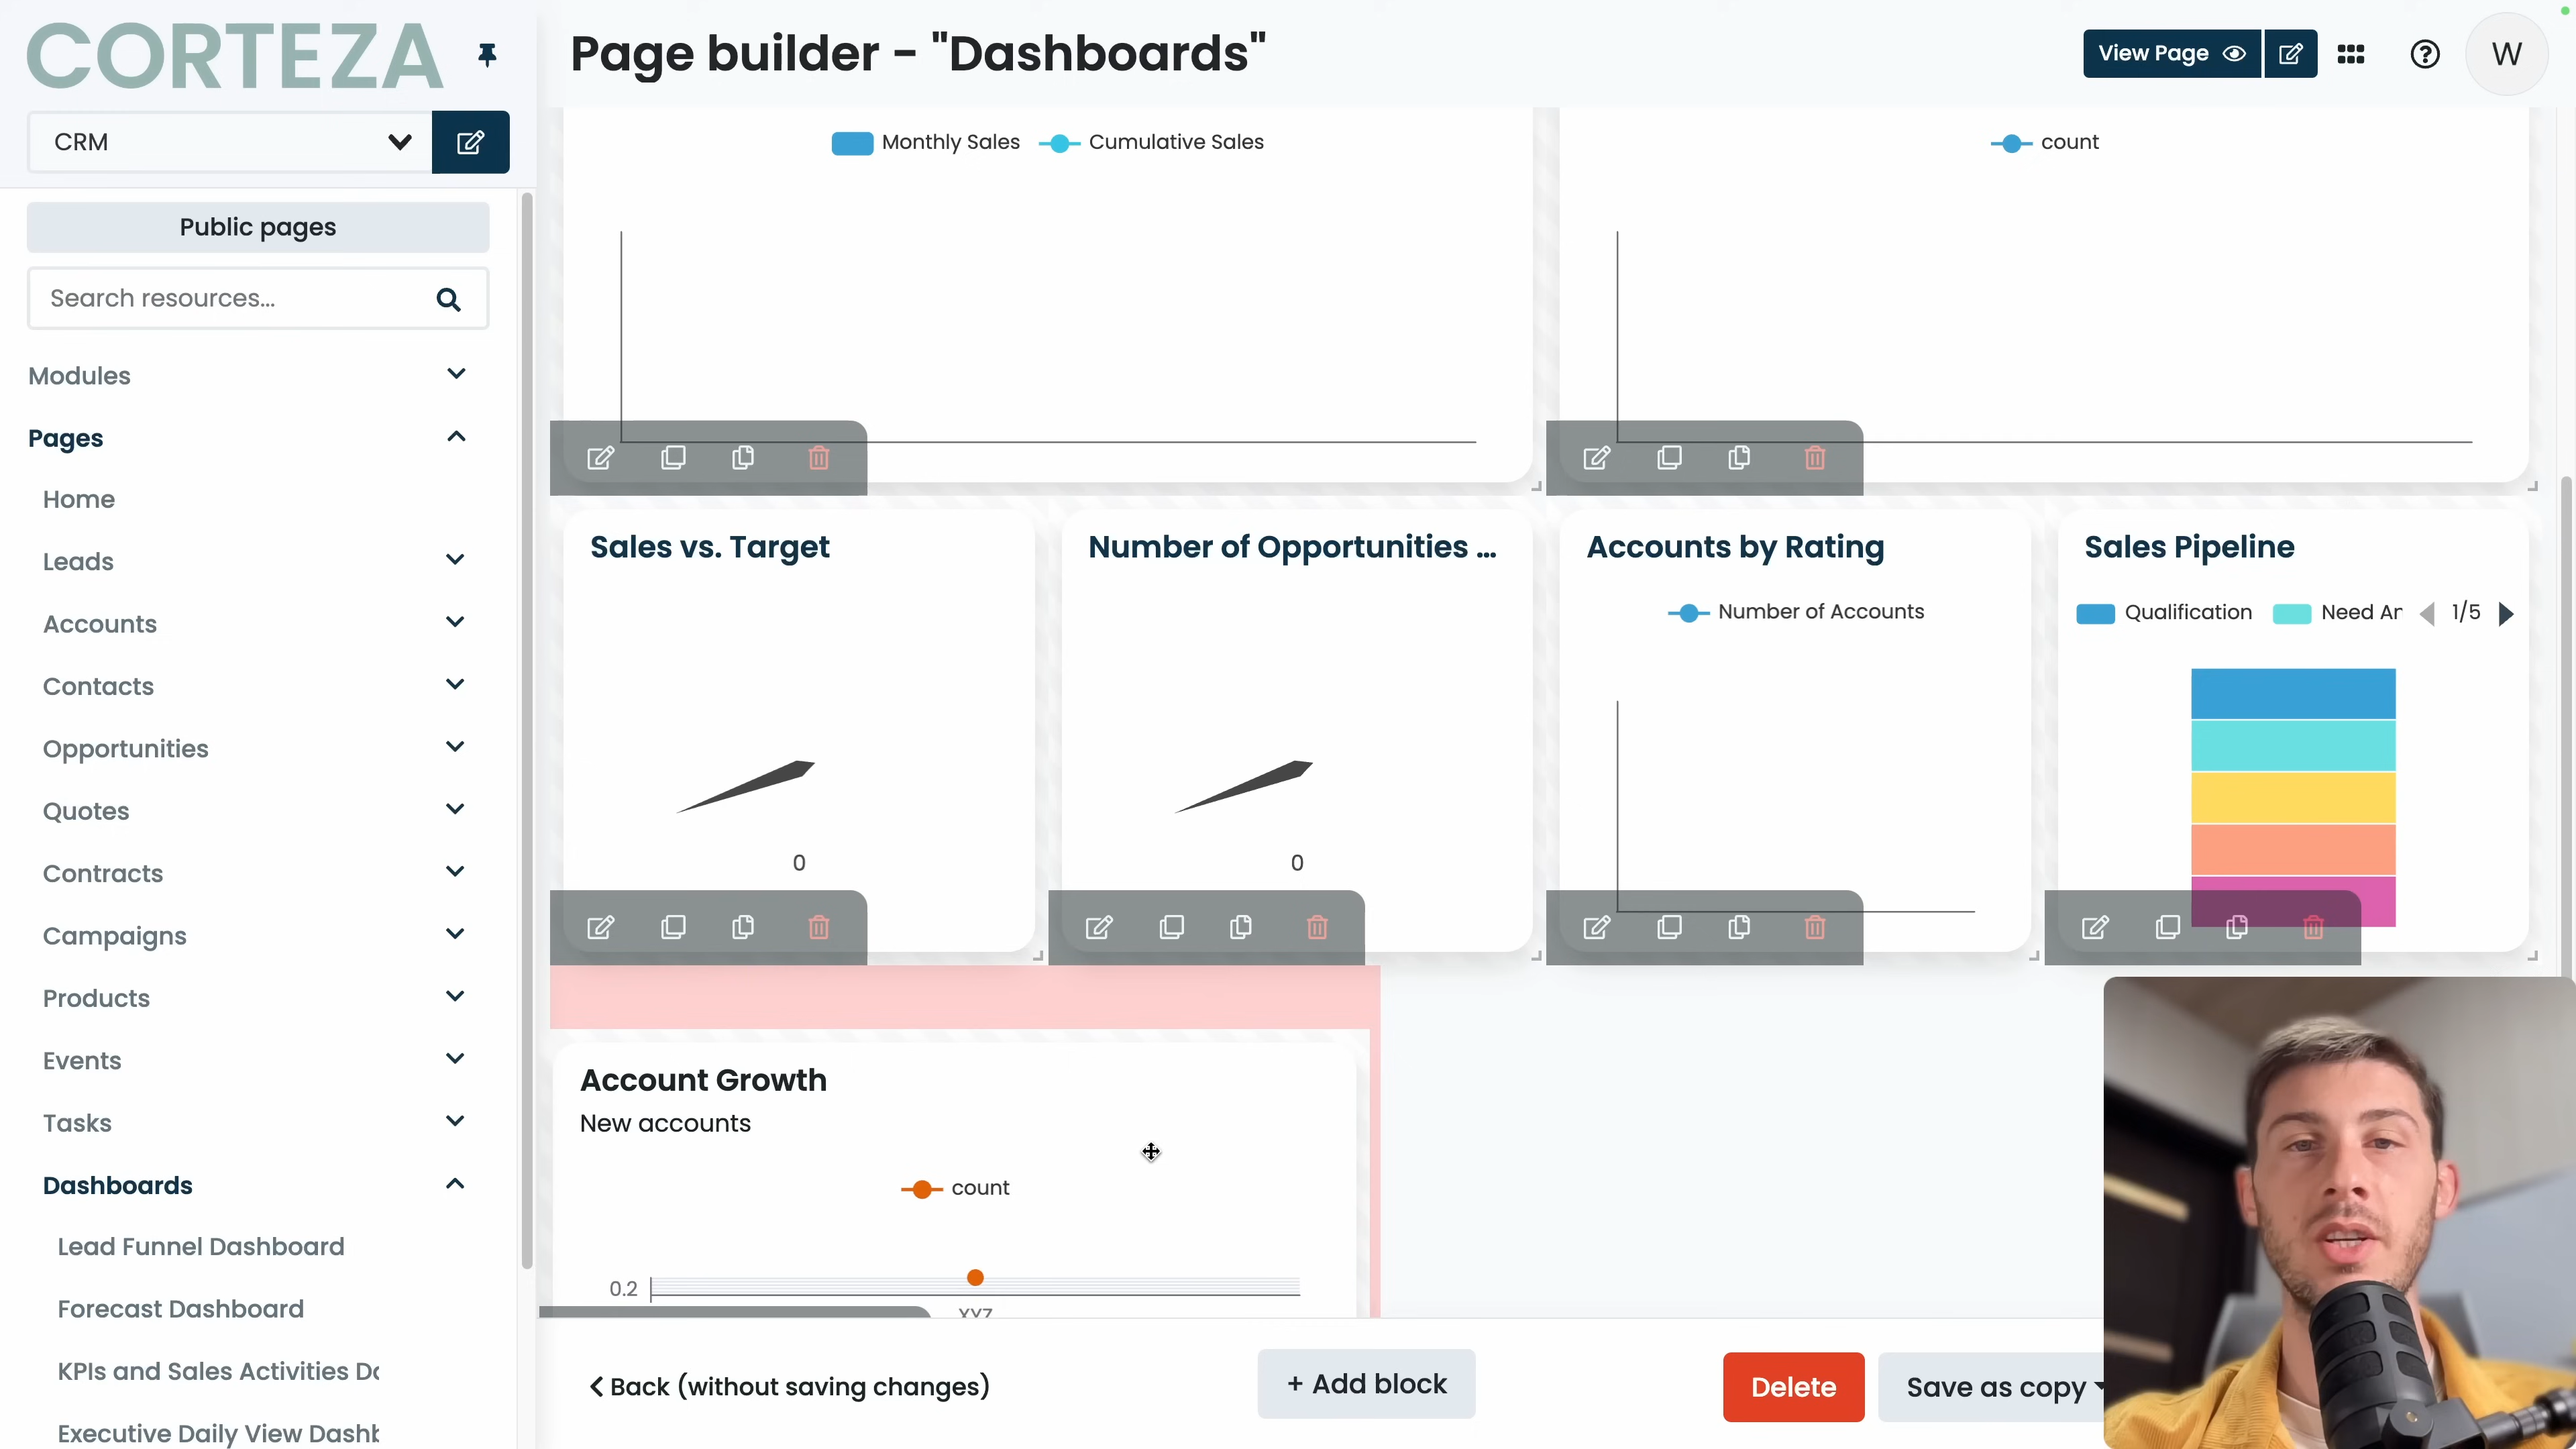 CORTEZA
Page builder - "Dashboards"
View Page
W
CRM
Public pages
Search resources...
Modules
Pages
Home
Leads
Accounts
Contacts
Opportunities
Quotes
Contracts
Campaigns
Products
Events
Tasks
Dashboards
Lead Funnel Dashboard
Forecast Dashboard
KPIs and Sales Activities Da
Executive Daily View Dashb
Monthly Sales
Cumulative Sales
count
Sales vs. Target
0
Number of Opportunities ...
0
Accounts by Rating
Number of Accounts
Sales Pipeline
Qualification
Need An
1/5
Account Growth
New accounts
count
0.2
XYZ
Back (without saving changes)
+ Add block
Delete
Save as copy